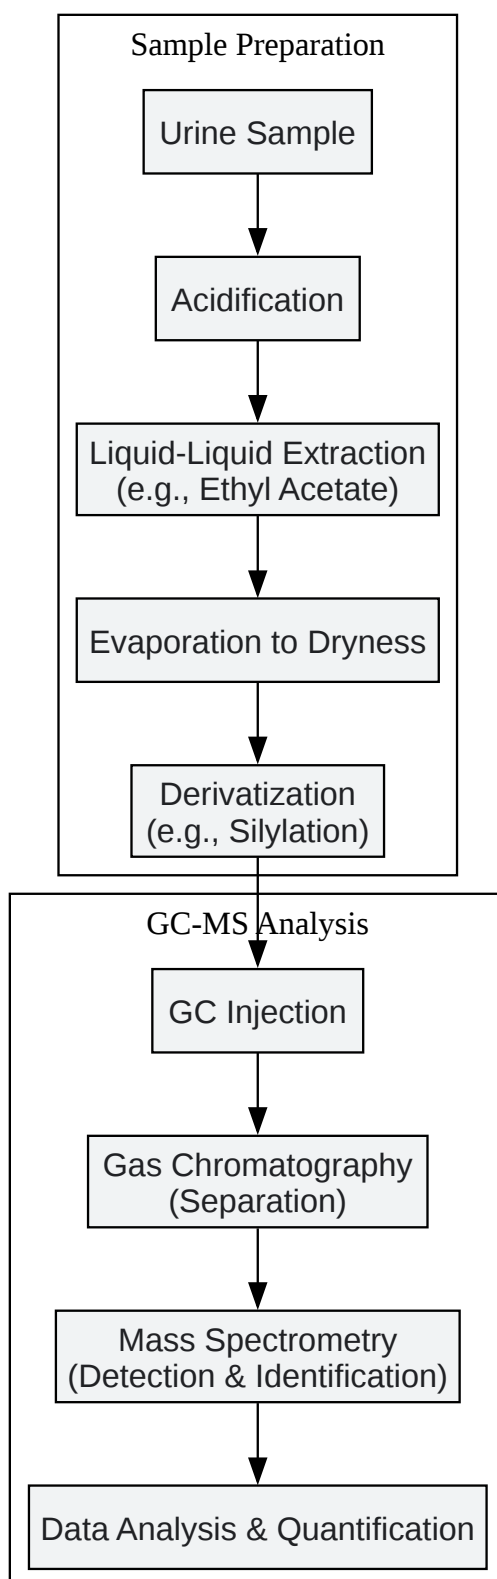 Sample Preparation
Urine Sample
Acidification
Liquid-Liquid Extraction
(e.g., Ethyl Acetate)
Evaporation to Dryness
Derivatization
(e.g., Silylation)
GC-MS Analysis
GC Injection
Gas Chromatography
(Separation)
Mass Spectrometry
(Detection & Identification)
Data Analysis & Quantification